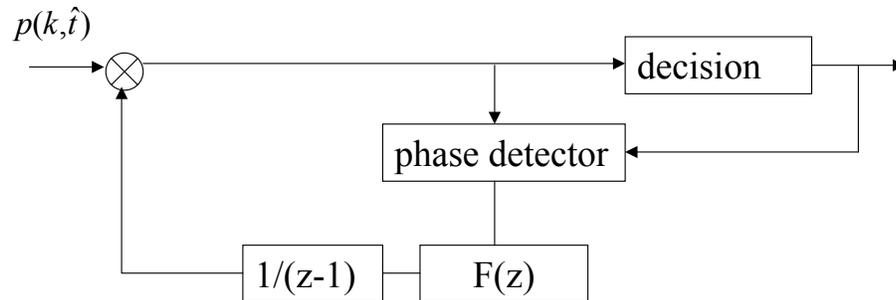 p(k,t̂)
decision
phase detector
1/(z-1)
F(z)